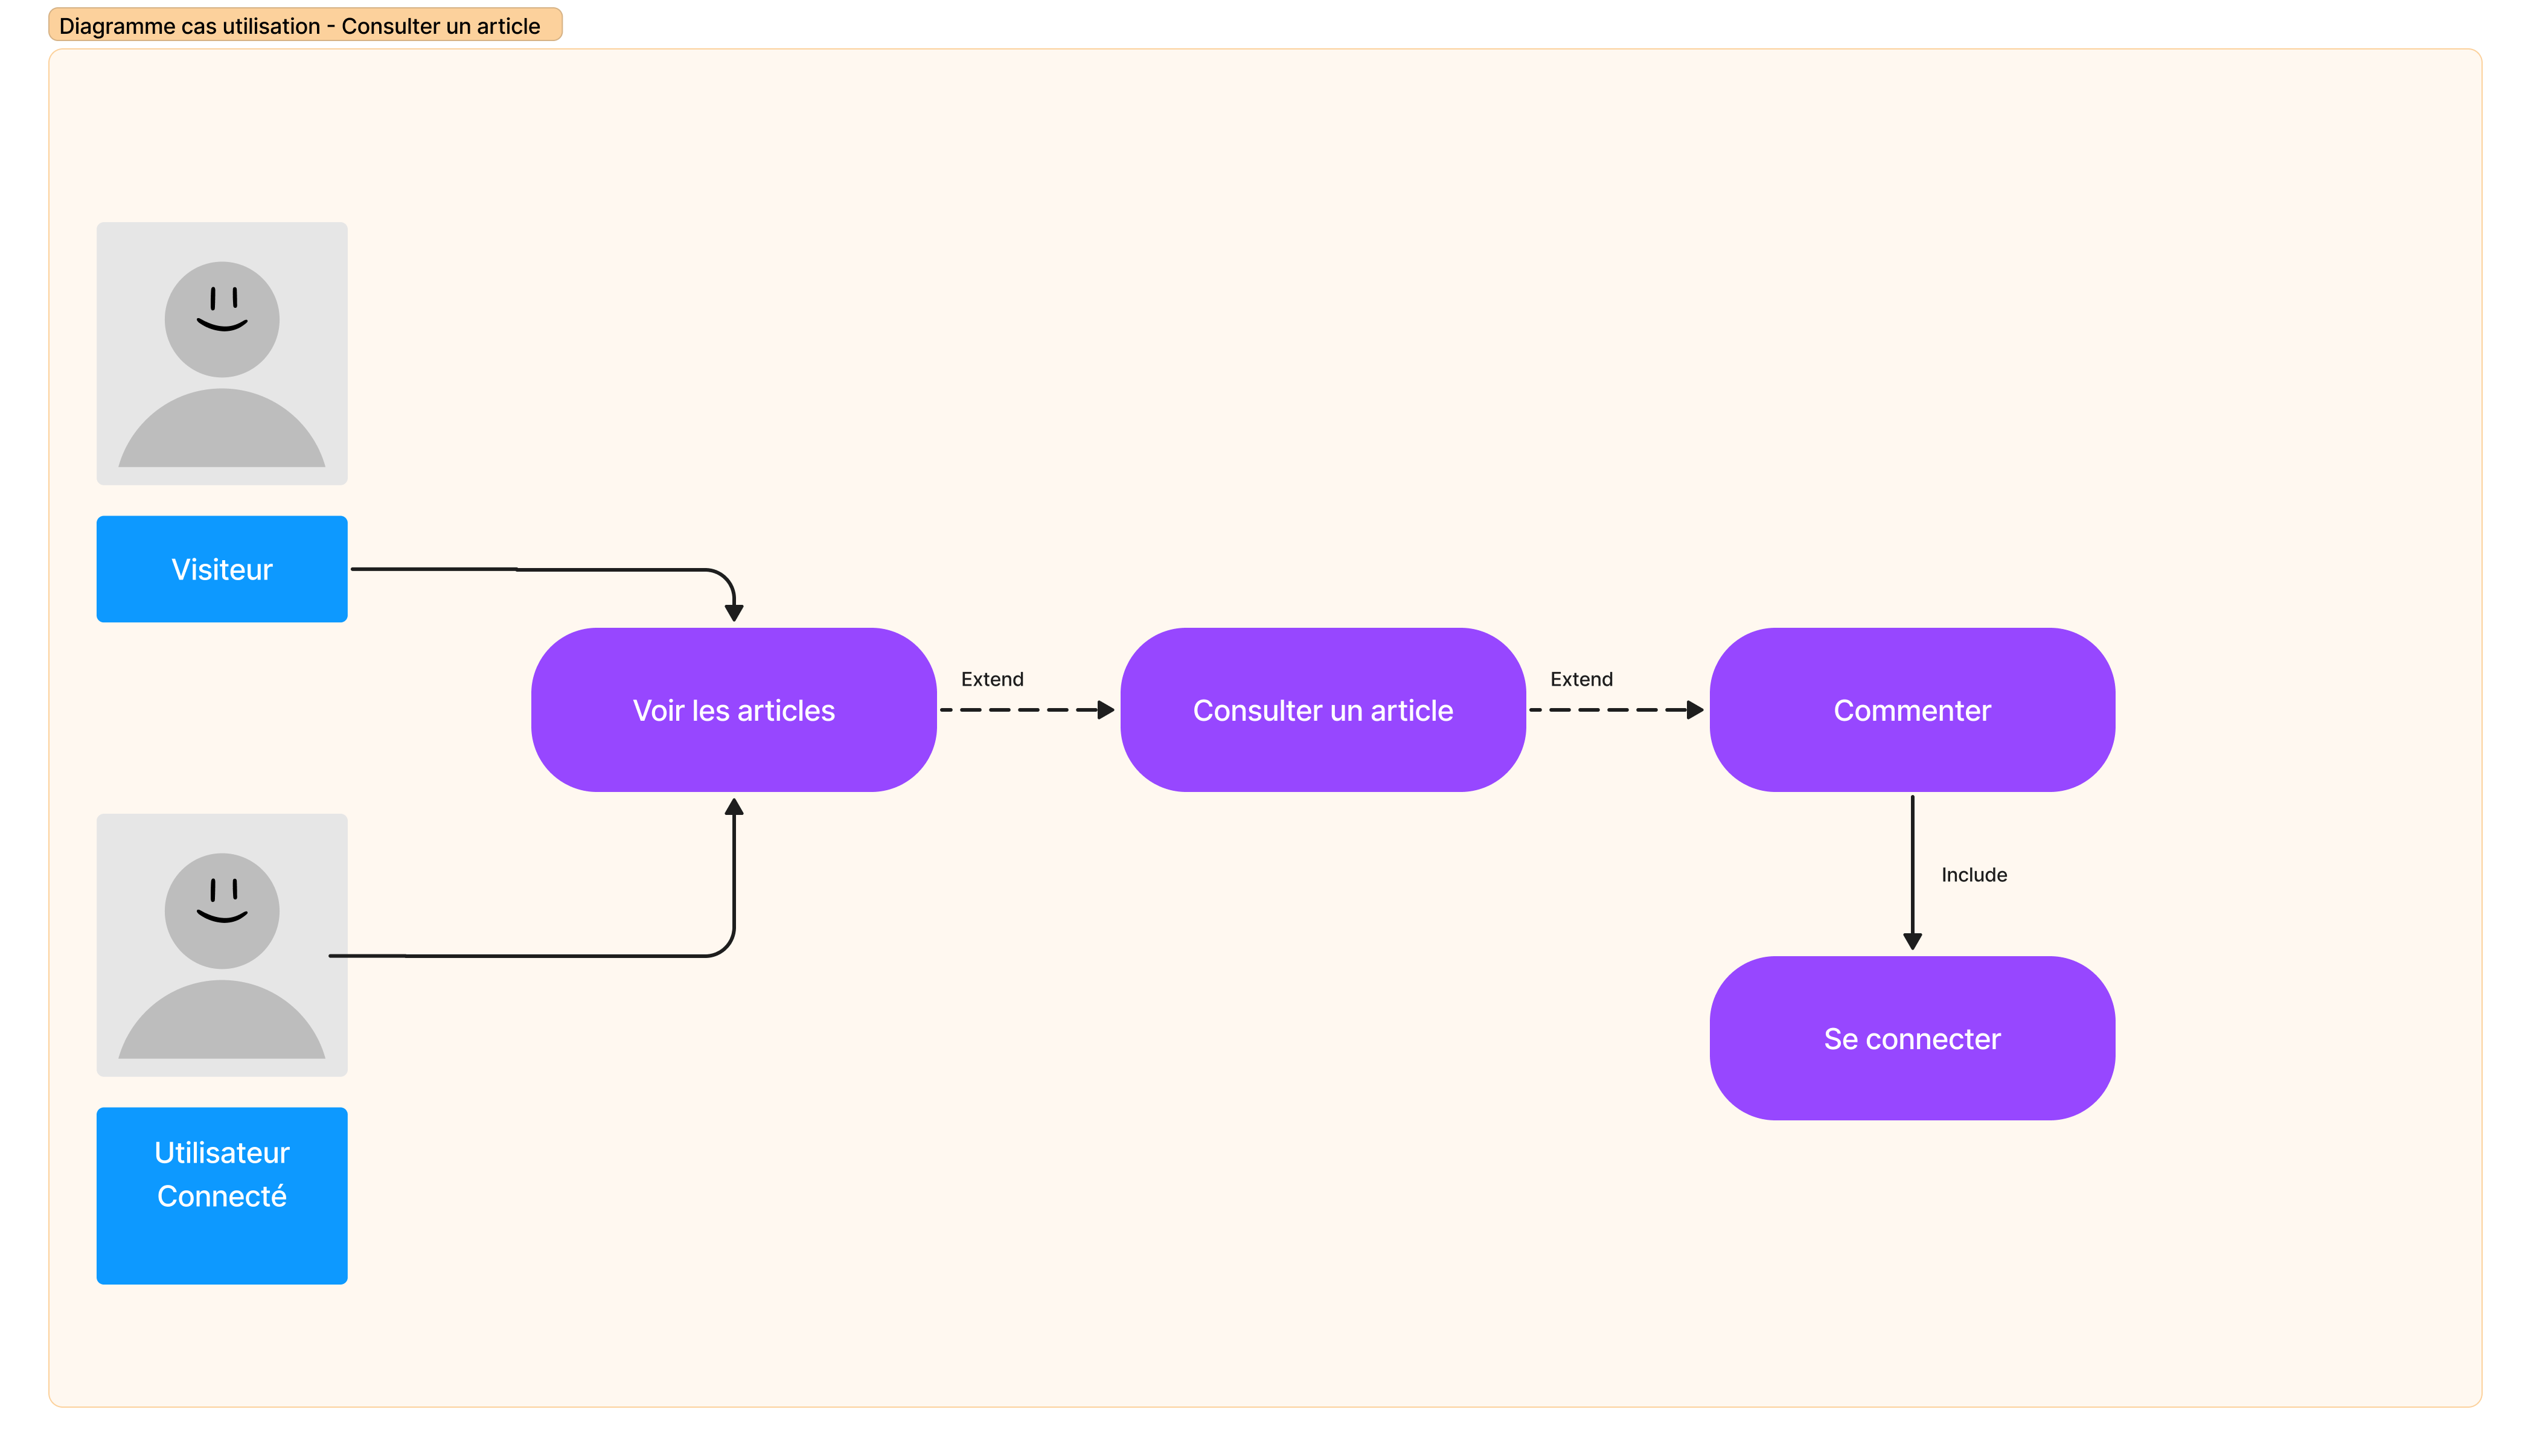 Diagramme cas utilisation - Consulter un article
Visiteur
Voir les articles
Extend
Consulter un article
Extend
Commenter
Include
Se connecter
Utilisateur
Connecté